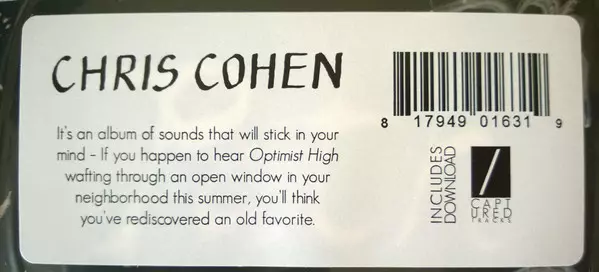 CHRIS COHEN
It's an album of sounds that will stick in your
mind – If you happen to hear Optimist High
wafting through an open window in your
neighborhood this summer, you'll think
you've rediscovered an old favorite.
8 17949 01631 9
INCLUDES
DOWNLOAD
CAPT
URED
TRACKS